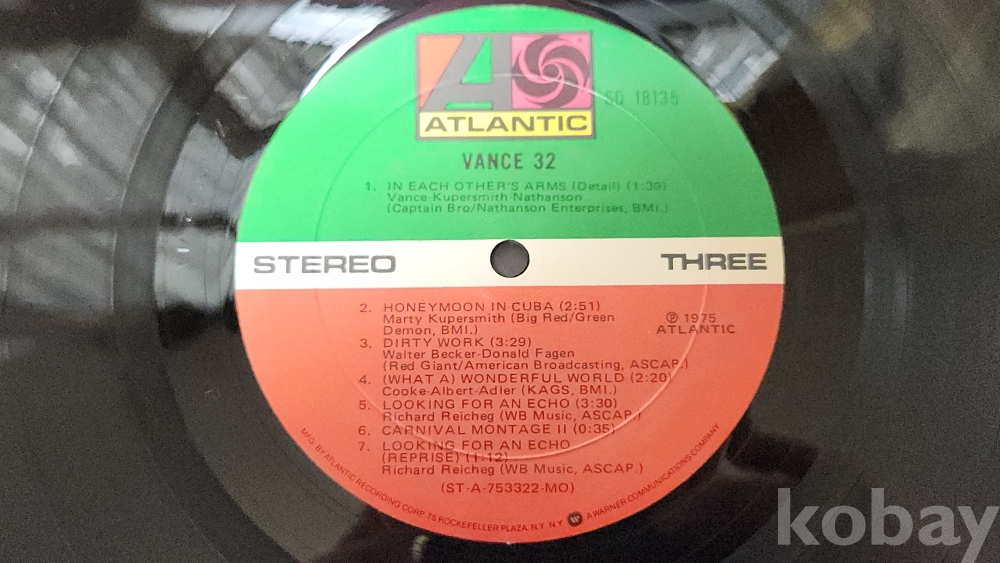 SD 18135
ATLANTIC
VANCE 32
1. IN EACH OTHER'S ARMS (Detail) (1:39)
Vance-Kupersmith-Nathanson
(Captain Bro/Nathanson Enterprises, BMI.)
STEREO THREE
2. HONEYMOON IN CUBA (2:51)
Marty Kupersmith (Big Red/Green
Demon, BMI.)
℗ 1975
ATLANTIC
3. DIRTY WORK (3:29)
Walter Becker-Donald Fagen
(Red Giant/American Broadcasting, ASCAP.)
4. (WHAT A) WONDERFUL WORLD (2:20)
Cooke-Albert-Adler (KAGS, BMI.)
5. LOOKING FOR AN ECHO (3:30)
Richard Reicheg (WB Music, ASCAP.)
6. CARNIVAL MONTAGE II (0:35)
7. LOOKING FOR AN ECHO
(REPRISE) (1:12)
Richard Reicheg (WB Music, ASCAP.)
(ST-A-753322-MO)
MFG. BY ATLANTIC RECORDING CORP. 75 ROCKEFELLER PLAZA, N.Y. N.Y. A WARNER COMMUNICATIONS COMPANY
kobay